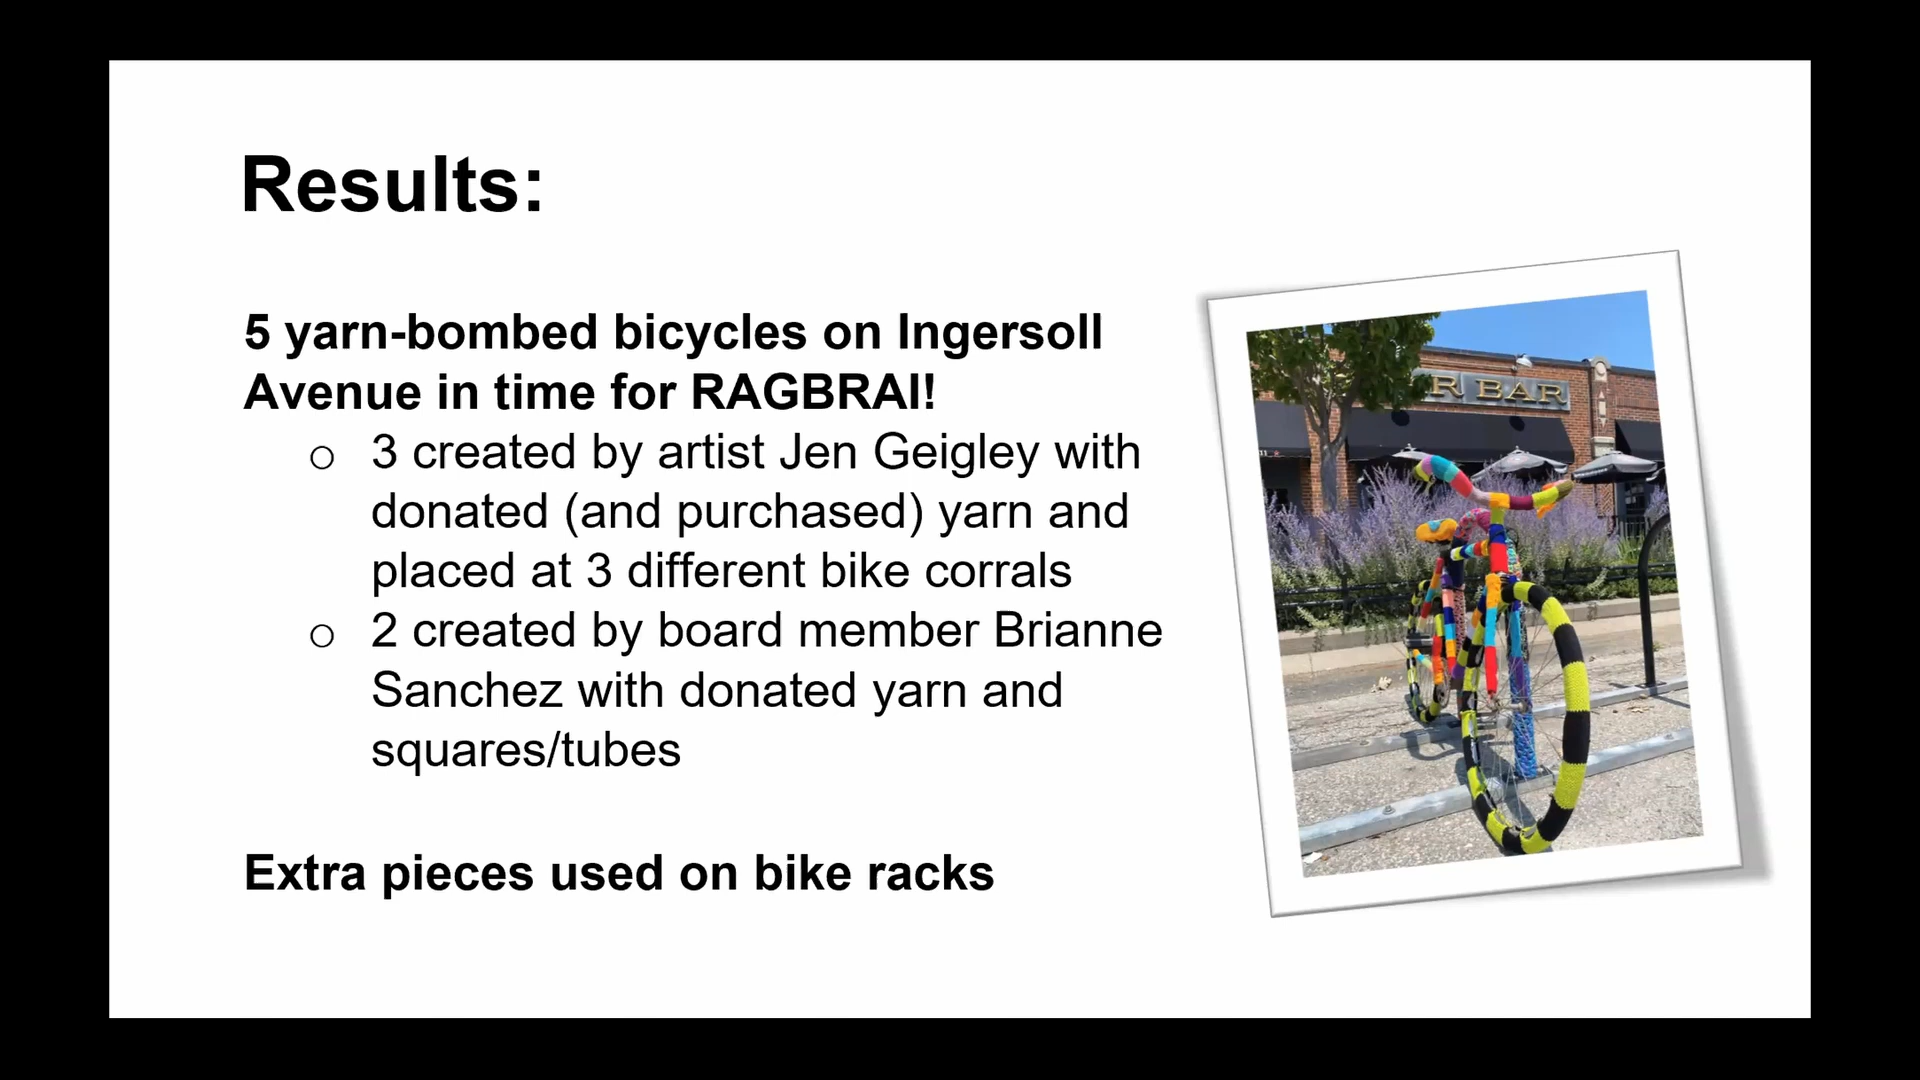 Results:
5 yarn-bombed bicycles on Ingersoll
Avenue in time for RAGBRAI!
o 3 created by artist Jen Geigley with
donated (and purchased) yarn and
placed at 3 different bike corrals
o 2 created by board member Brianne
Sanchez with donated yarn and
squares/tubes
Extra pieces used on bike racks
R BAR